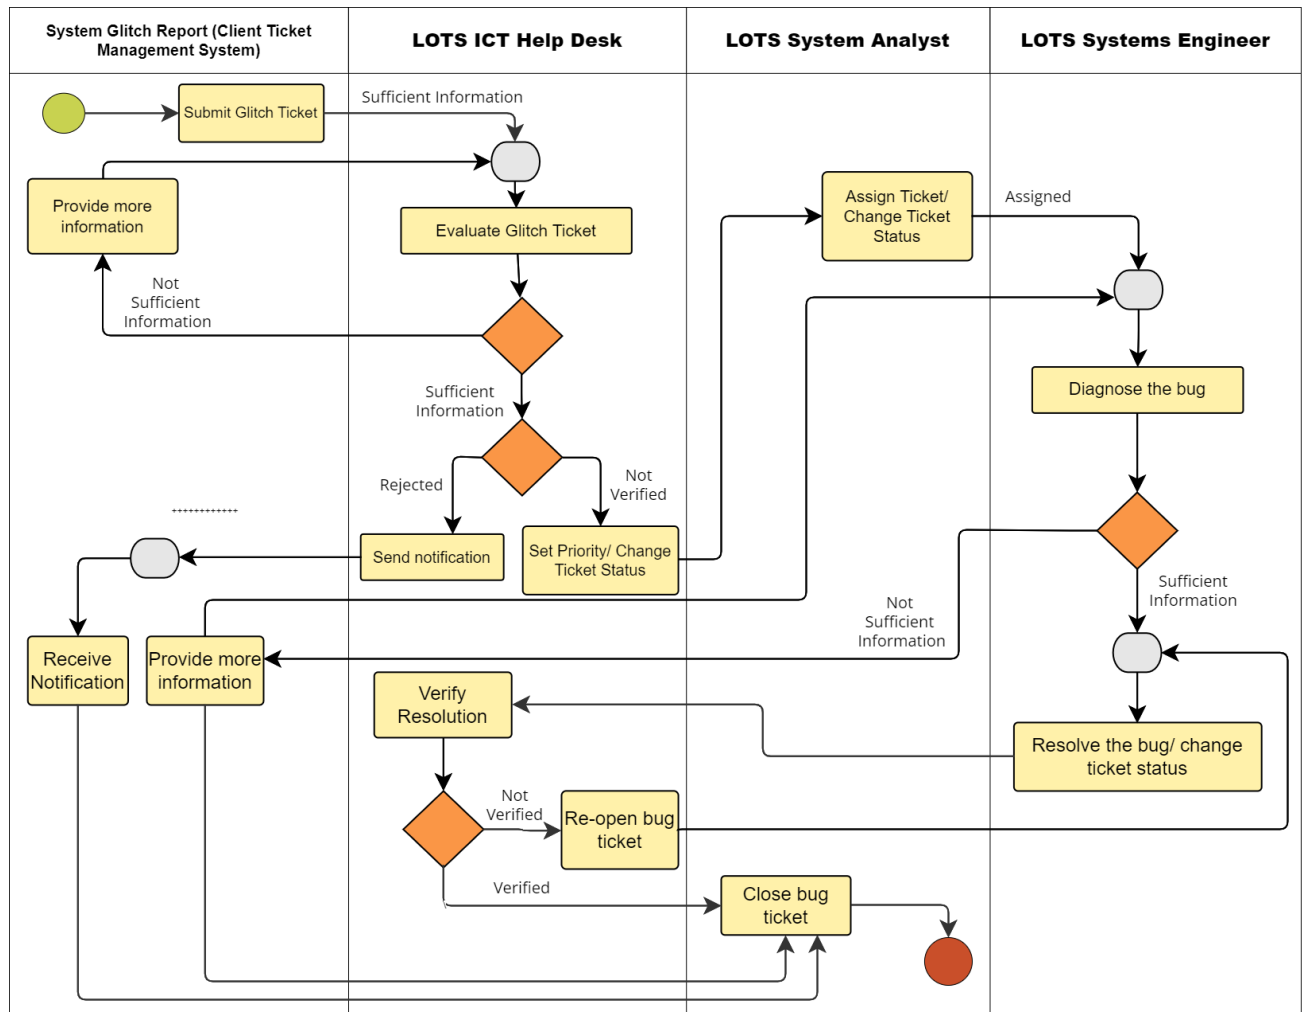 System Glitch Report (Client Ticket
Management System)
LOTS ICT Help Desk
LOTS System Analyst
LOTS Systems Engineer
Submit Glitch Ticket
Sufficient Information
Provide more
information
Evaluate Glitch Ticket
Assign Ticket/
Change Ticket
Status
Assigned
Not
Sufficient
Information
Sufficient
Information
Diagnose the bug
Rejected
Not
Verified
++++++++++++
Send notification
Set Priority/ Change
Ticket Status
Sufficient
Information
Not
Sufficient
Information
Receive
Notification
Provide more
information
Verify
Resolution
Resolve the bug/ change
ticket status
Not
Verified
Re-open bug
ticket
Verified
Close bug
ticket